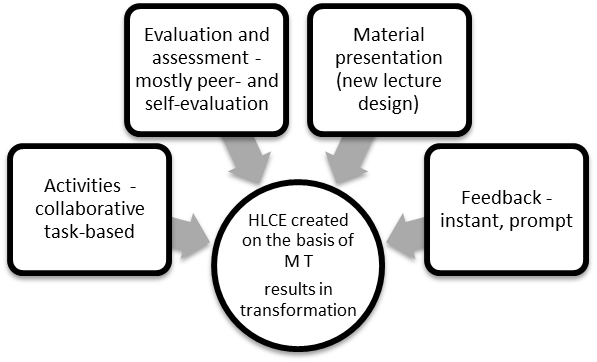 Evaluation and
assessment -
mostly peer- and
self-evaluation
Material
presentation
(new lecture
design)
Activities -
collaborative
task-based
Feedback -
instant, prompt
HLCE created
on the basis of
M T
results in
transformation